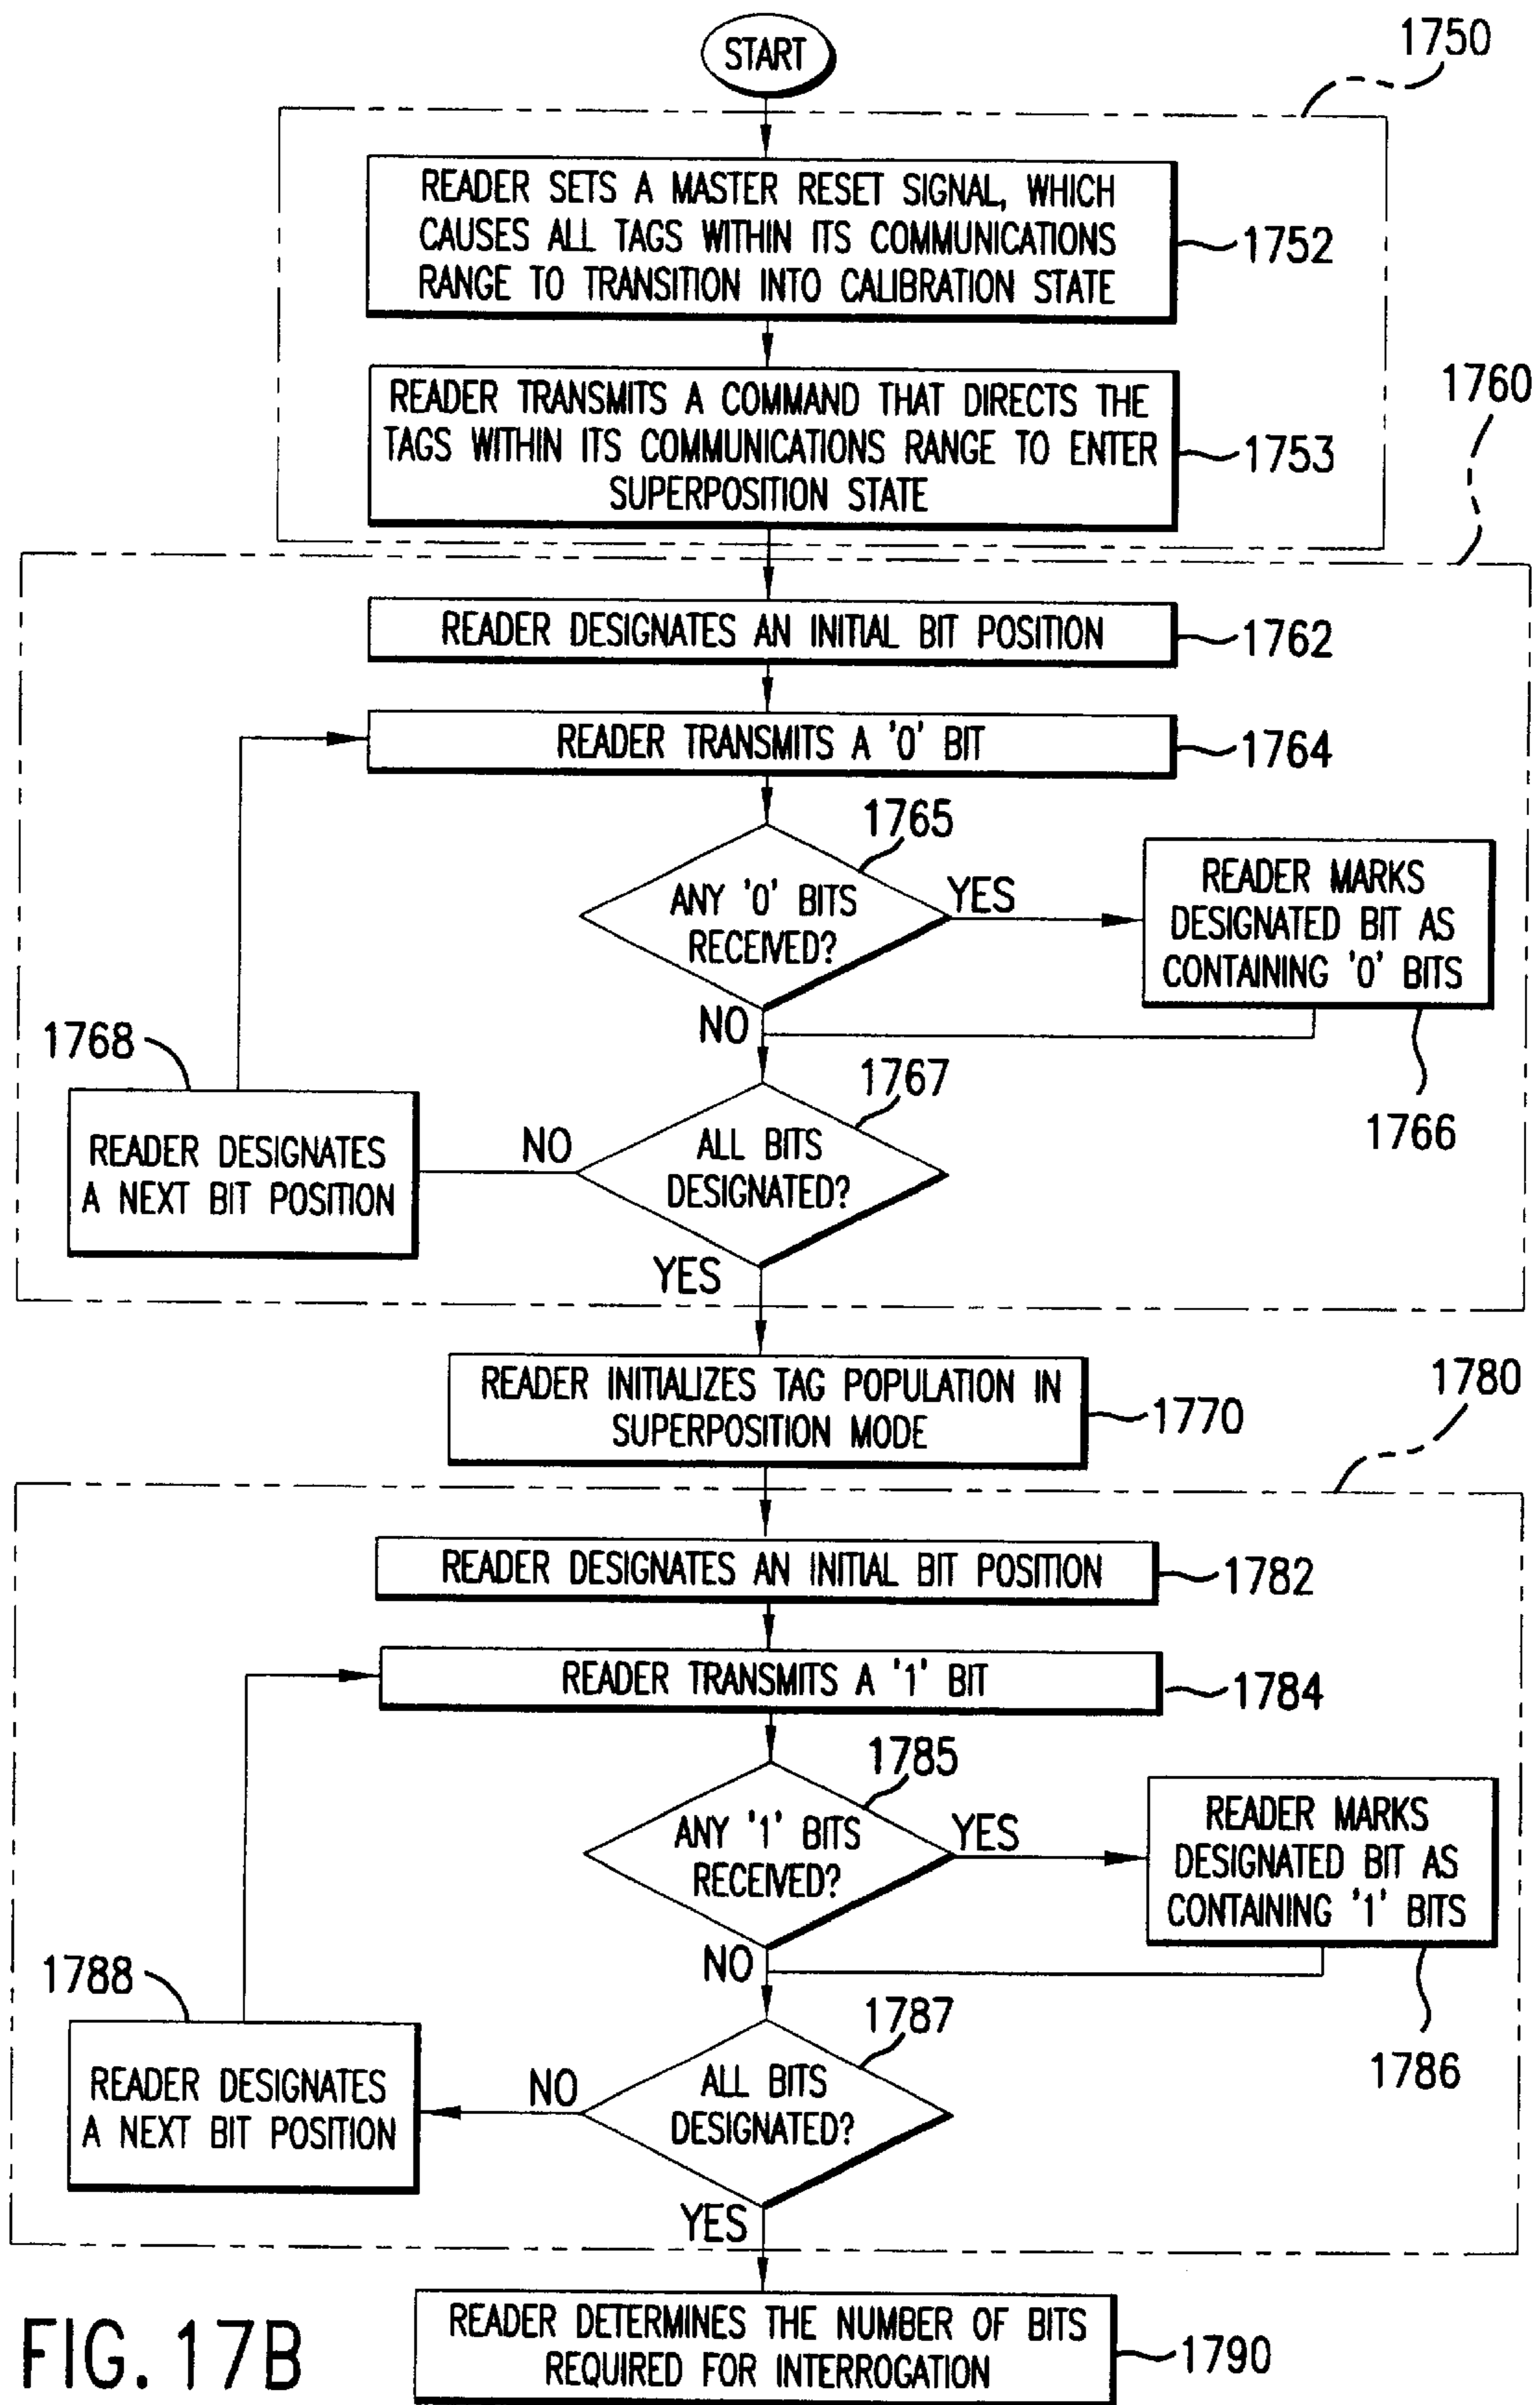 START
1750
READER SETS A MASTER RESET SIGNAL, WHICH
CAUSES ALL TAGS WITHIN ITS COMMUNICATIONS
RANGE TO TRANSITION INTO CALIBRATION STATE
1752
READER TRANSMITS A COMMAND THAT DIRECTS THE
TAGS WITHIN ITS COMMUNICATIONS RANGE TO ENTER
SUPERPOSITION STATE
1753
1760
READER DESIGNATES AN INITIAL BIT POSITION
1762
READER TRANSMITS A '0' BIT
1764
1765
ANY '0' BITS
RECEIVED?
YES
READER MARKS
DESIGNATED BIT AS
CONTAINING '0' BITS
1766
NO
1767
ALL BITS
DESIGNATED?
NO
1768
READER DESIGNATES
A NEXT BIT POSITION
YES
READER INITIALIZES TAG POPULATION IN
SUPERPOSITION MODE
1770
1780
READER DESIGNATES AN INITIAL BIT POSITION
1782
READER TRANSMITS A '1' BIT
1784
1785
ANY '1' BITS
RECEIVED?
YES
READER MARKS
DESIGNATED BIT AS
CONTAINING '1' BITS
1786
NO
1787
ALL BITS
DESIGNATED?
NO
1788
READER DESIGNATES
A NEXT BIT POSITION
YES
READER DETERMINES THE NUMBER OF BITS
REQUIRED FOR INTERROGATION
1790
FIG. 17B